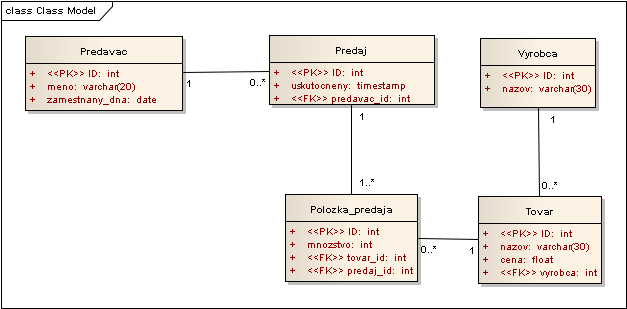 class Class Model
Predavac
+ <<PK>> ID: int
+ meno: varchar(20)
+ zamestnany_dna: date
1
0..*
Predaj
+ <<PK>> ID: int
+ uskutocneny: timestamp
+ <<FK>> predavac_id: int
1
1..*
Vyrobca
+ <<PK>> ID: int
+ nazov: varchar(30)
1
0..*
Polozka_predaja
+ <<PK>> ID: int
+ mnozstvo: int
+ <<FK>> tovar_id: int
+ <<FK>> predaj_id: int
0..*
1
Tovar
+ <<PK>> ID: int
+ nazov: varchar(30)
+ cena: float
+ <<FK>> vyrobca: int